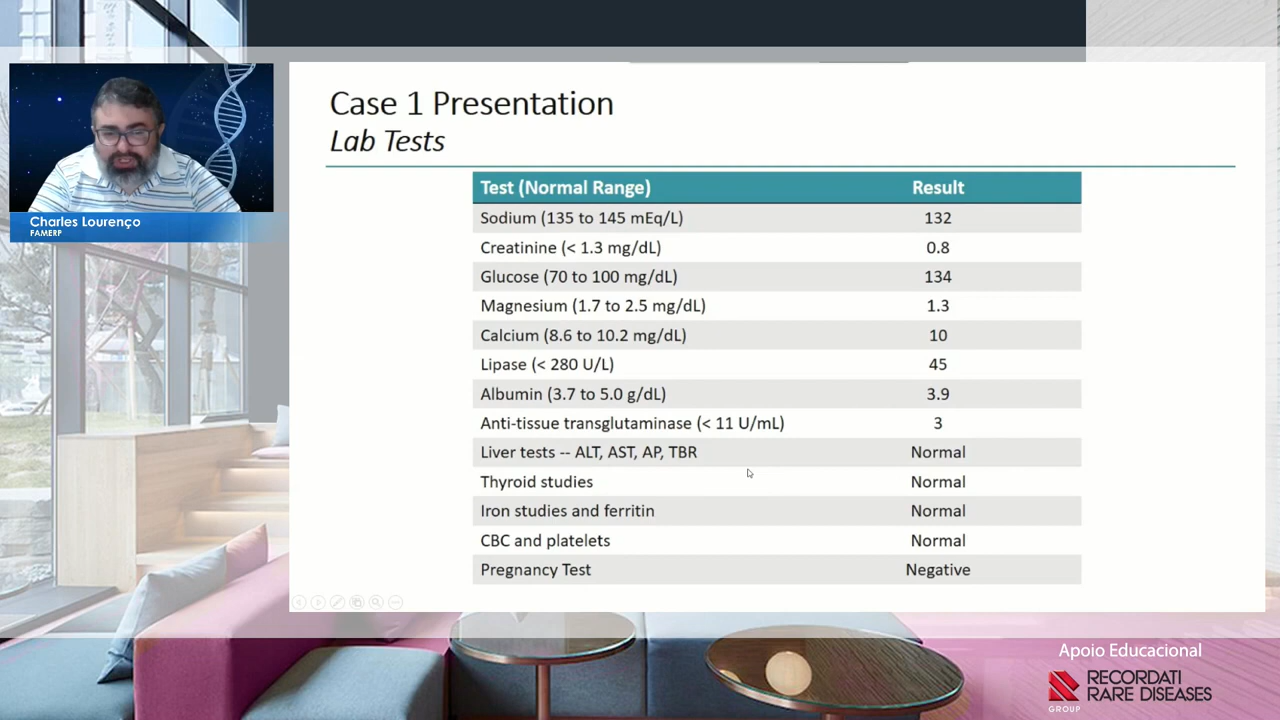 Case 1 Presentation
Lab Tests
Charles Lourenço
FAMERP
Test (Normal Range) Result
Sodium (135 to 145 mEq/L) 132
Creatinine (< 1.3 mg/dL) 0.8
Glucose (70 to 100 mg/dL) 134
Magnesium (1.7 to 2.5 mg/dL) 1.3
Calcium (8.6 to 10.2 mg/dL) 10
Lipase (< 280 U/L) 45
Albumin (3.7 to 5.0 g/dL) 3.9
Anti-tissue transglutaminase (< 11 U/mL) 3
Liver tests -- ALT, AST, AP, TBR Normal
Thyroid studies Normal
Iron studies and ferritin Normal
CBC and platelets Normal
Pregnancy Test Negative
Apoio Educacional
RECORDATI
RARE DISEASES
GROUP